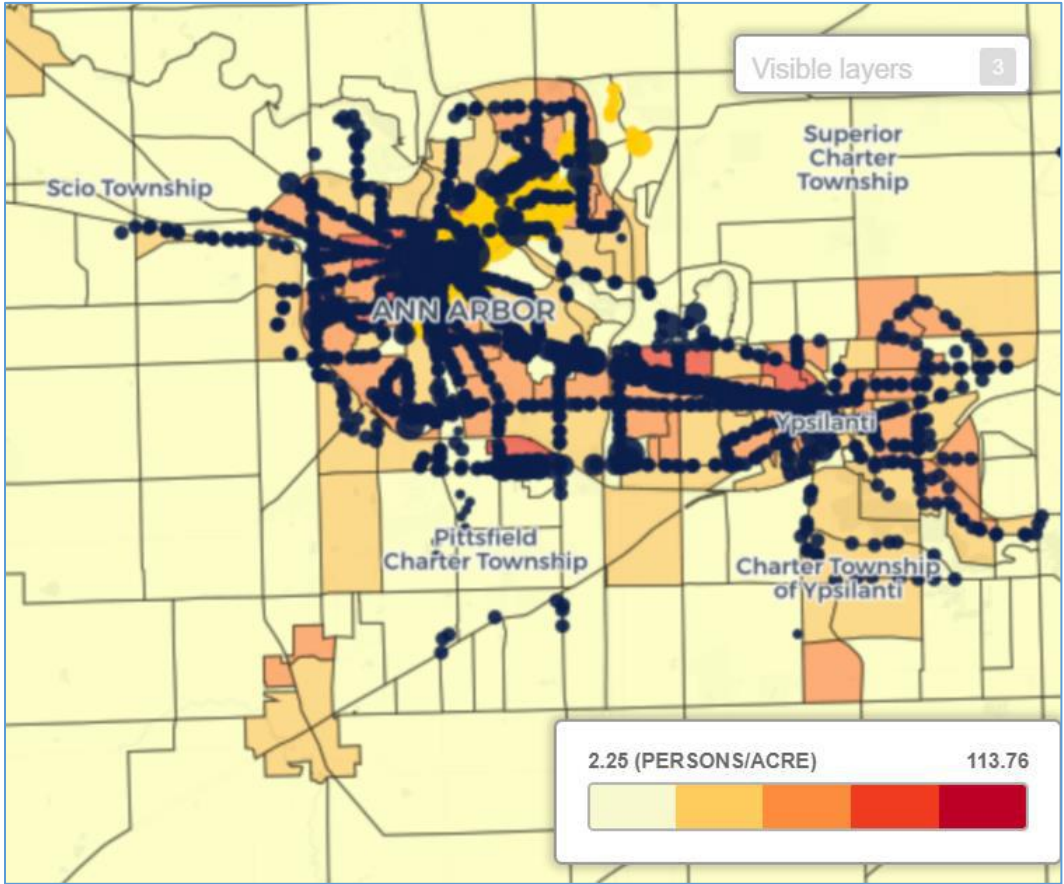 Visible layers 3
Superior
Charter
Township
Scio Township
ANN ARBOR
Ypsilanti
Pittsfield
Charter Township
Charter Township
of Ypsilanti
2.25 (PERSONS/ACRE) 113.76